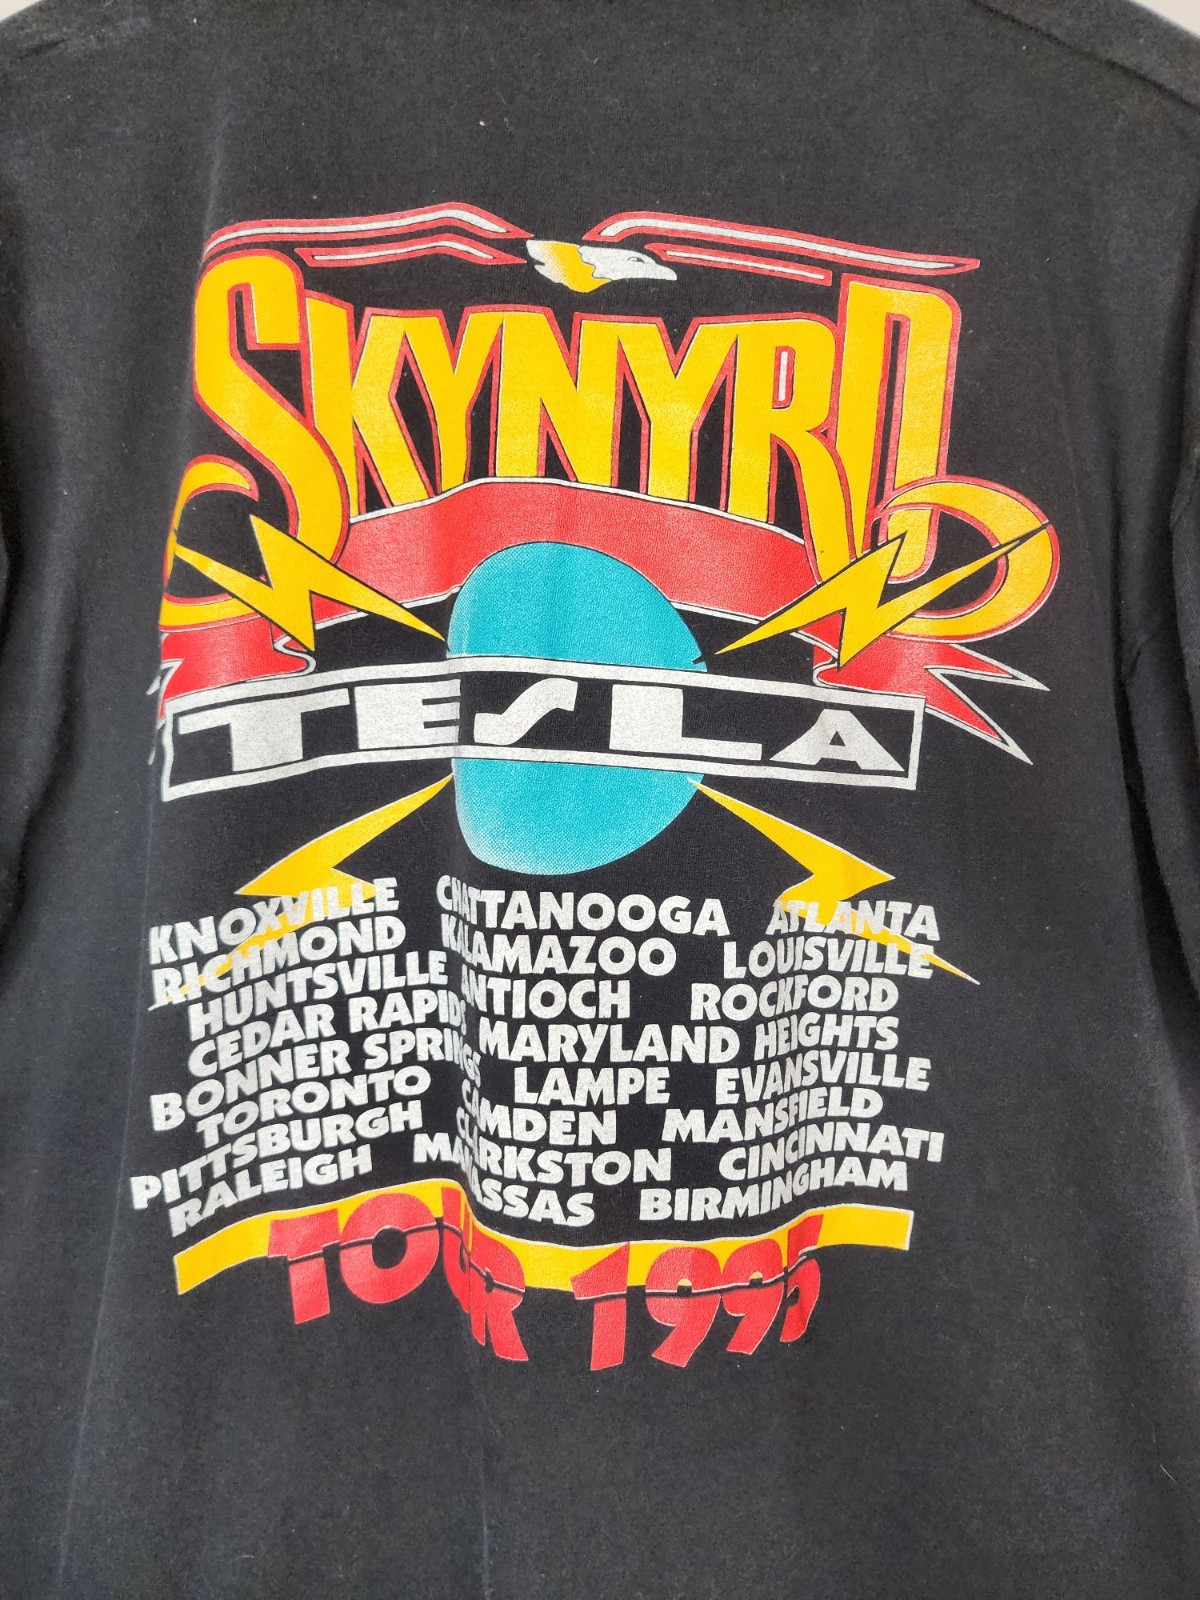 SKYNYRD
TESLA
KNOXVILLE CHATTANOOGA ATLANTA
RICHMOND KALAMAZOO LOUISVILLE
HUNTSVILLE ANTIOCH ROCKFORD
CEDAR RAPIDS MARYLAND HEIGHTS
BONNER SPRINGS LAMPE EVANSVILLE
TORONTO CAMDEN MANSFIELD
PITTSBURGH CLARKSTON CINCINNATI
RALEIGH MANASSAS BIRMINGHAM
TOUR 1995